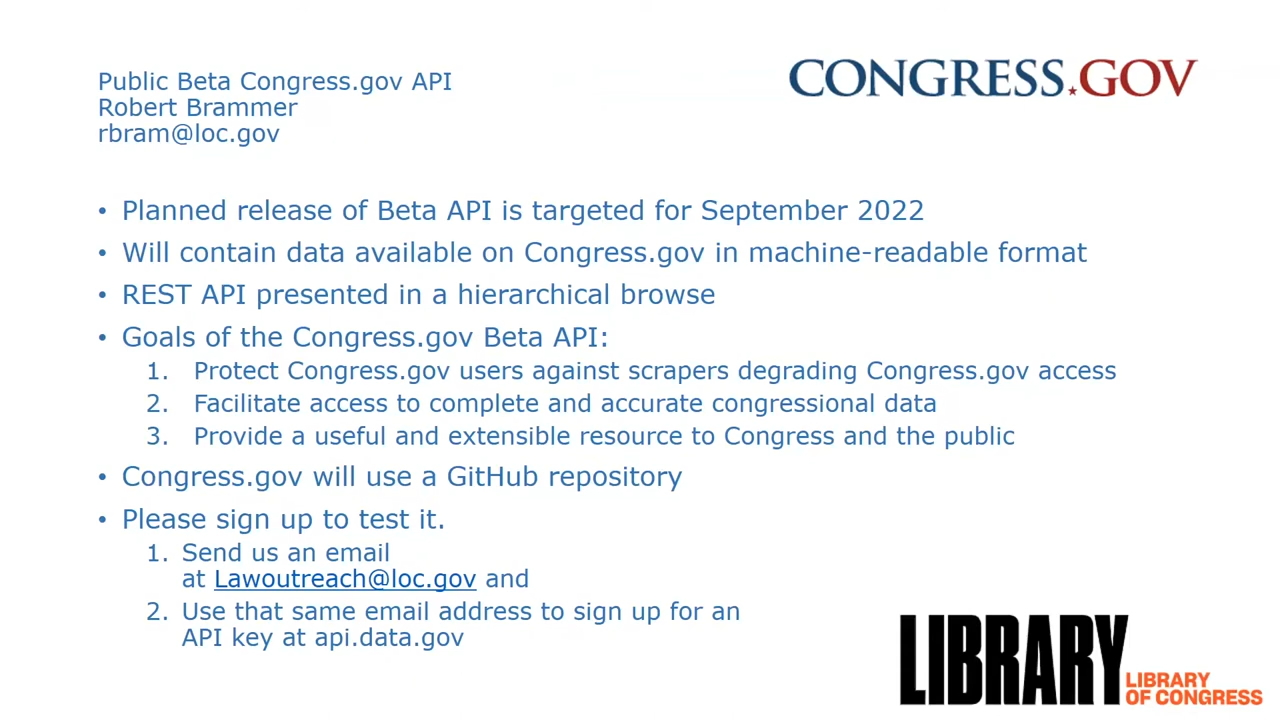 Public Beta Congress.gov API
Robert Brammer
rbram@loc.gov
CONGRESS.GOV
• Planned release of Beta API is targeted for September 2022
• Will contain data available on Congress.gov in machine-readable format
• REST API presented in a hierarchical browse
• Goals of the Congress.gov Beta API:
1. Protect Congress.gov users against scrapers degrading Congress.gov access
2. Facilitate access to complete and accurate congressional data
3. Provide a useful and extensible resource to Congress and the public
• Congress.gov will use a GitHub repository
• Please sign up to test it.
1. Send us an email
at Lawoutreach@loc.gov and
2. Use that same email address to sign up for an
API key at api.data.gov
LIBRARY
LIBRARY
OF CONGRESS